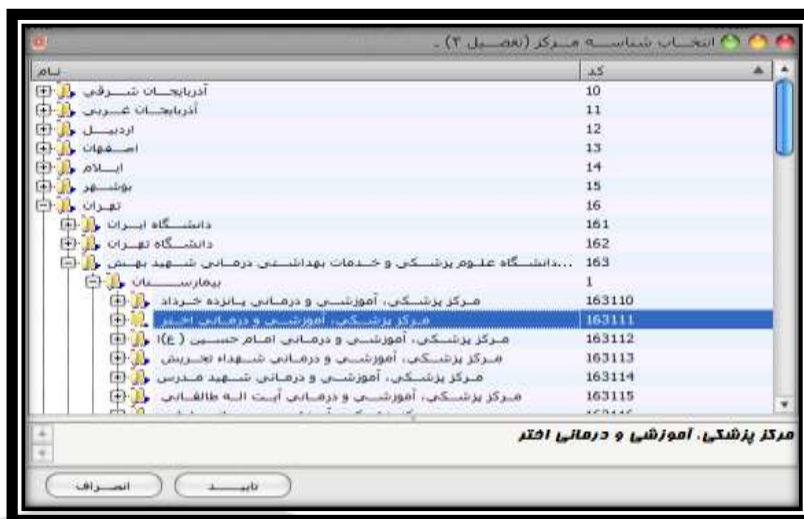 انتخاب شناسه مرکز (تفصیل ۳) .
نام کد
آذربایجان شرقی 10
آذربایجان غربی 11
اردبیل 12
اصفهان 13
ایلام 14
بوشهر 15
تهران 16
دانشگاه ایران 161
دانشگاه تهران 162
دانشگاه علوم پزشکی و خدمات بهداشتی درمانی شهید بهش... 163
بیمارستان 1
مرکز پزشکی، آموزشی و درمانی پانزده خرداد 163110
مرکز پزشکی، آموزشی و درمانی اختر 163111
مرکز پزشکی، آموزشی و درمانی امام حسین ( ع)ا 163112
مرکز پزشکی، آموزشی و درمانی شهداء تجریش 163113
مرکز پزشکی، آموزشی و درمانی شهید مدرس 163114
مرکز پزشکی، آموزشی و درمانی آیت اله طالقانی 163115
مرکز پزشکی، آموزشی و درمانی اختر
تایید انصراف